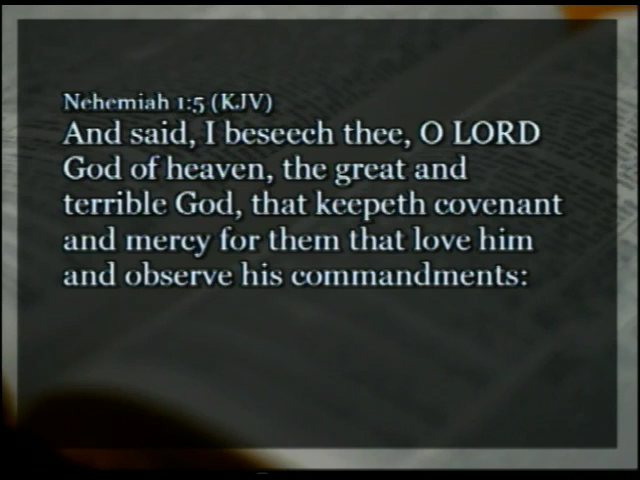 Nehemiah 1:5 (KJV)
And said, I beseech thee, O LORD
God of heaven, the great and
terrible God, that keepeth covenant
and mercy for them that love him
and observe his commandments: